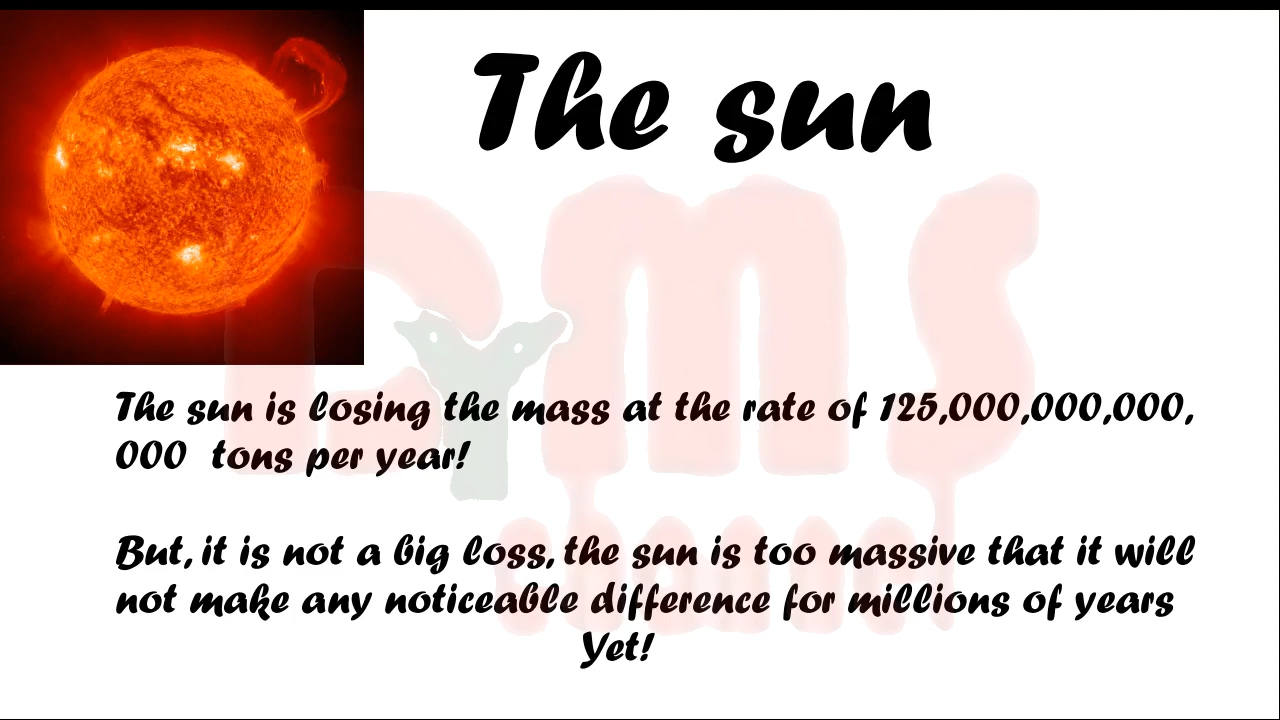 The sun
The sun is losing the mass at the rate of 125,000,000,000,
000 tons per year!
But, it is not a big loss, the sun is too massive that it will
not make any noticeable difference for millions of years
Yet!
EYMS
channel